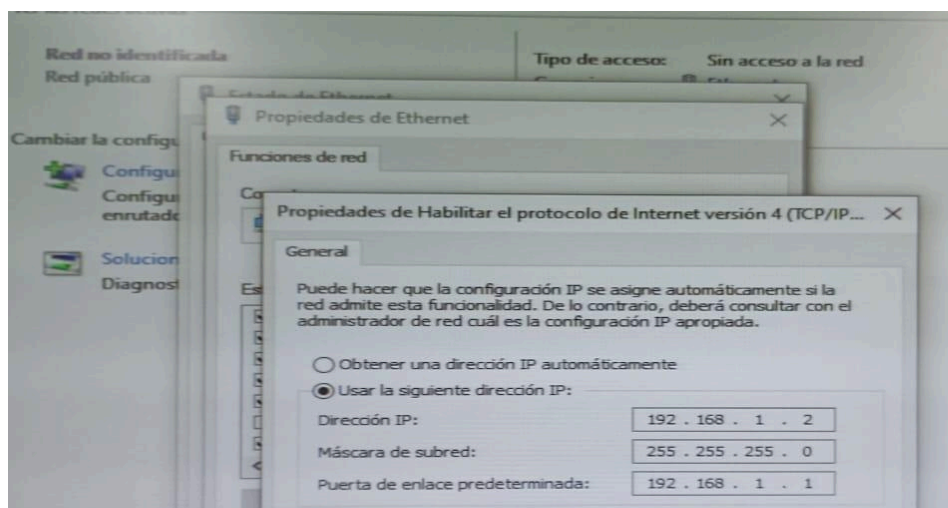 Red no identificada
Red pública
Tipo de acceso: Sin acceso a la red
Estado de Ethernet
Propiedades de Ethernet
Cambiar la configu
Funciones de red
Configu
Configu
enrutado
Co
Propiedades de Habilitar el protocolo de Internet versión 4 (TCP/IP...
General
Solucion
Diagnost
Es
Puede hacer que la configuración IP se asigne automáticamente si la
red admite esta funcionalidad. De lo contrario, deberá consultar con el
administrador de red cuál es la configuración IP apropiada.
Obtener una dirección IP automáticamente
Usar la siguiente dirección IP:
Dirección IP: 192 . 168 . 1 . 2
Máscara de subred: 255 . 255 . 255 . 0
Puerta de enlace predeterminada: 192 . 168 . 1 . 1